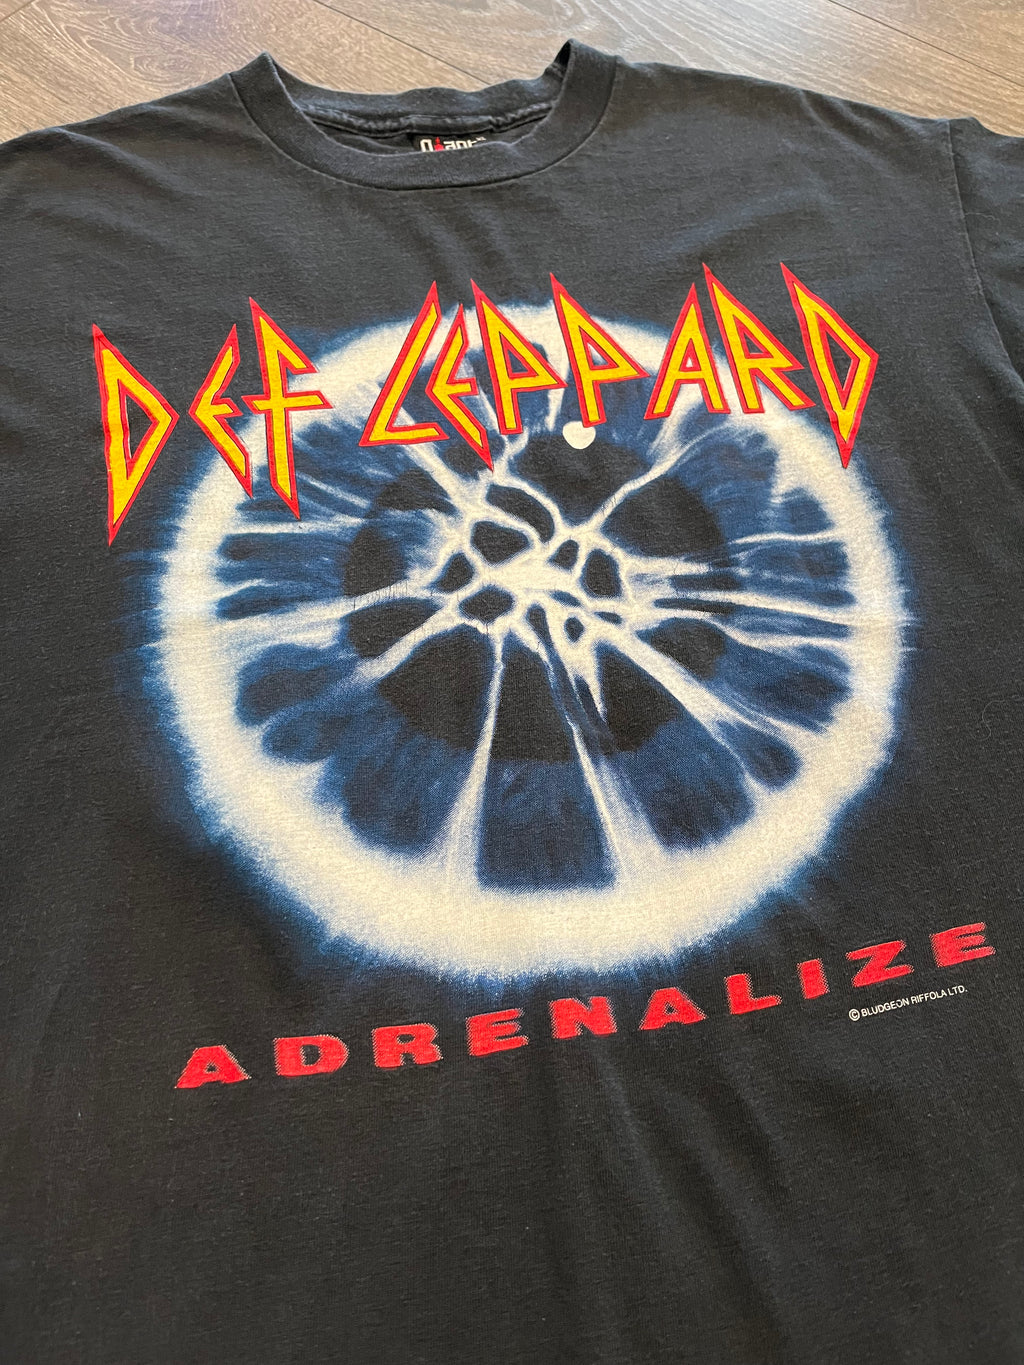 DEF LEPPARD
ADRENALIZE
© BLUDGEON RIFFOLA LTD.